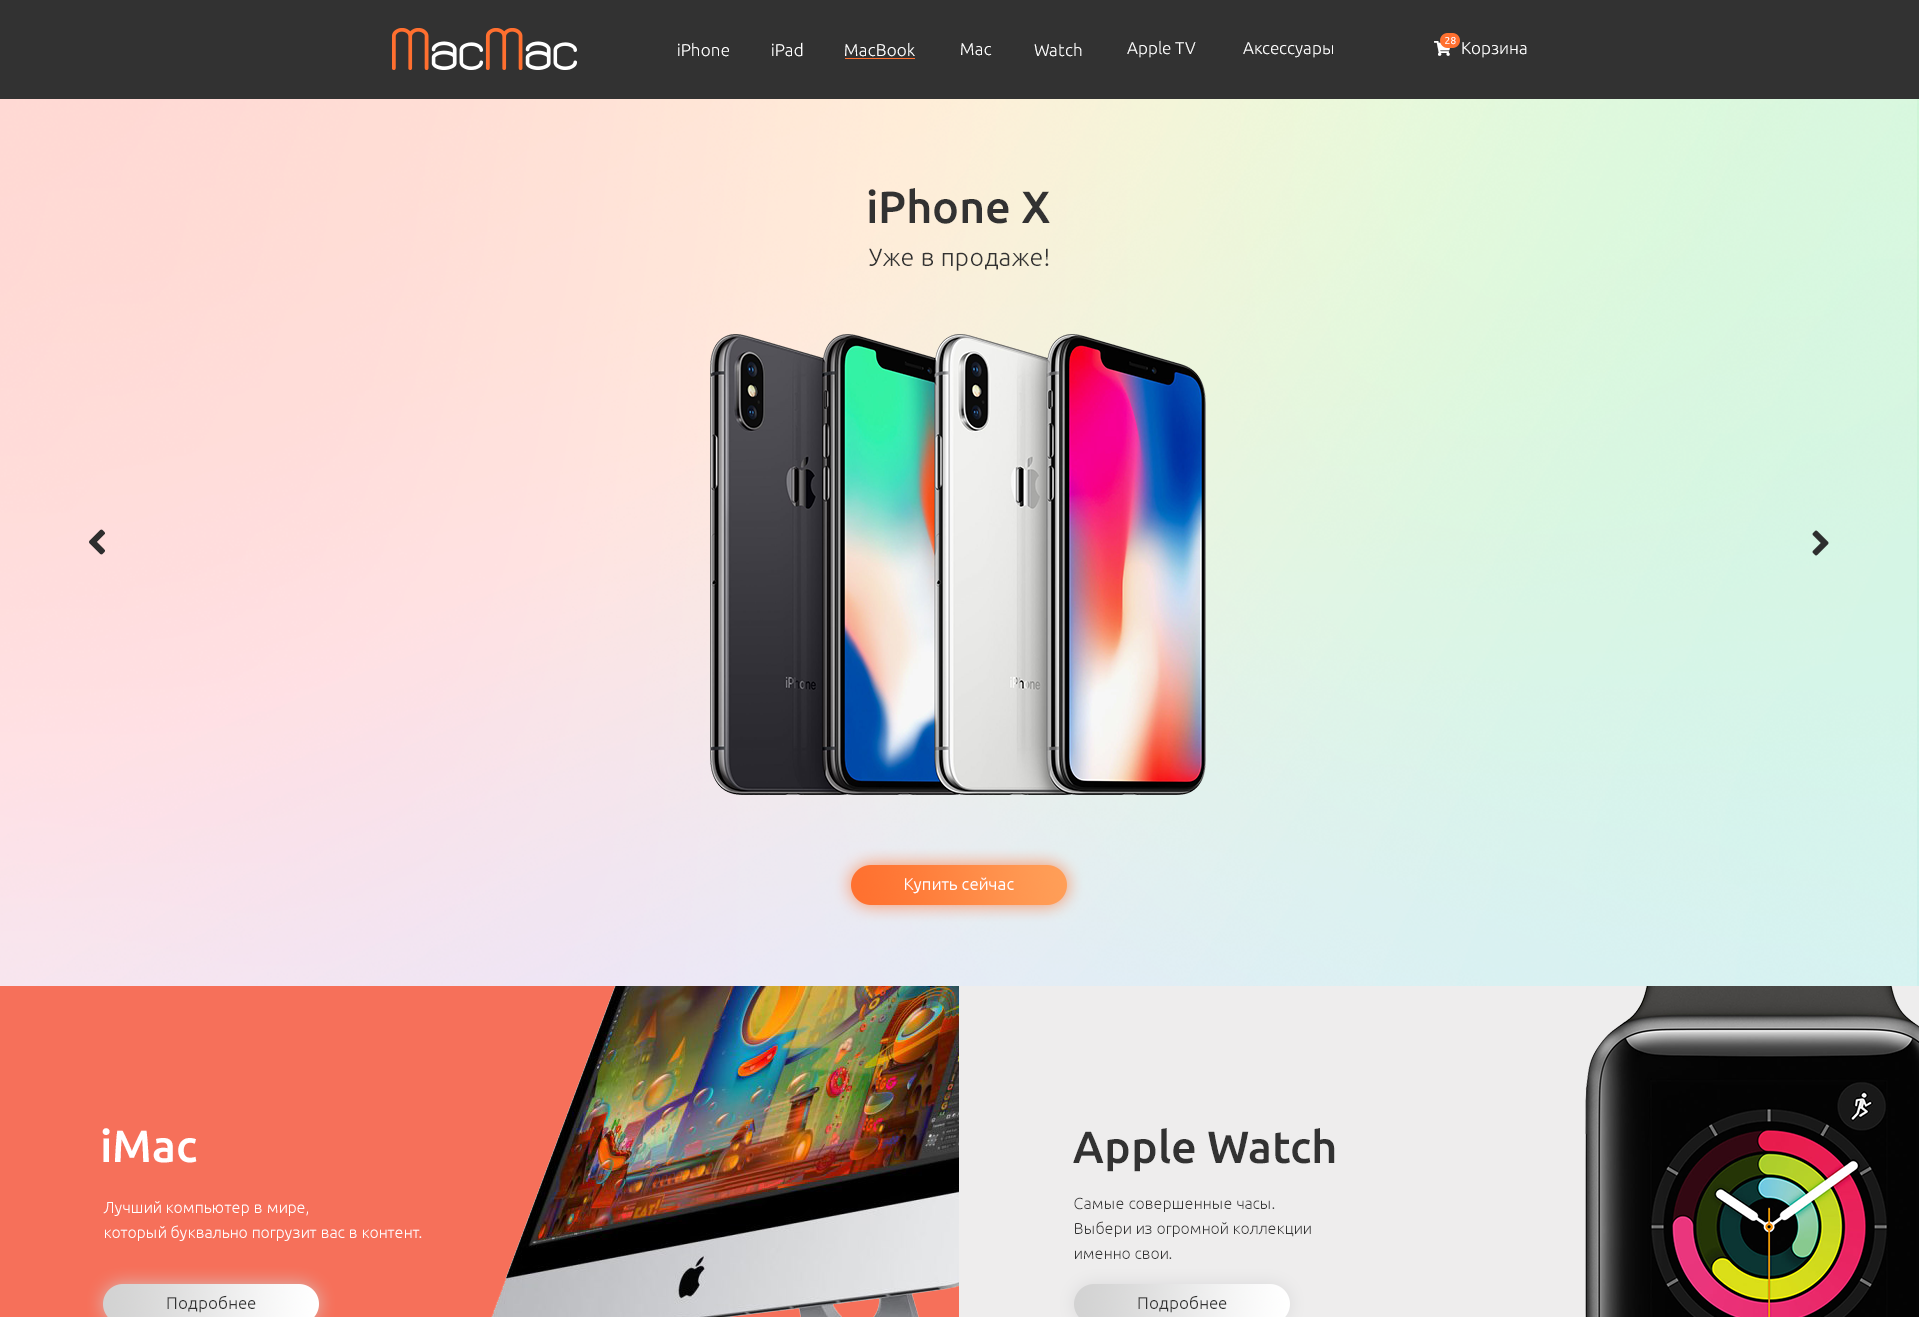 MacMac
iPhone iPad MacBook Mac Watch Apple TV Аксессуары 28 Корзина
iPhone X
Уже в продаже!
iPhone iPhone
Купить сейчас
iMac
Лучший компьютер в мире,
который буквально погрузит вас в контент.
Подробнее
Apple Watch
Самые совершенные часы.
Выбери из огромной коллекции
именно свои.
Подробнее